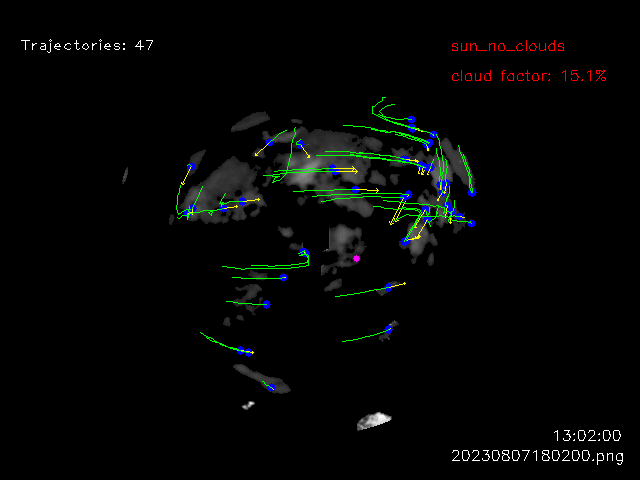 Trajectories: 47
sun_no_clouds
cloud factor: 15.1%
13:02:00
20230807180200.png